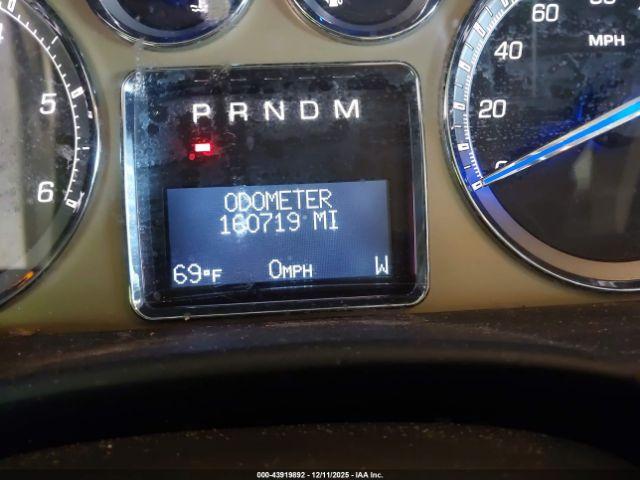 60
MPH
40
20
5
6
P R N D M
ODOMETER
160719 MI
69°F 0MPH W
000-43919892 - 12/11/2025 - IAA Inc.